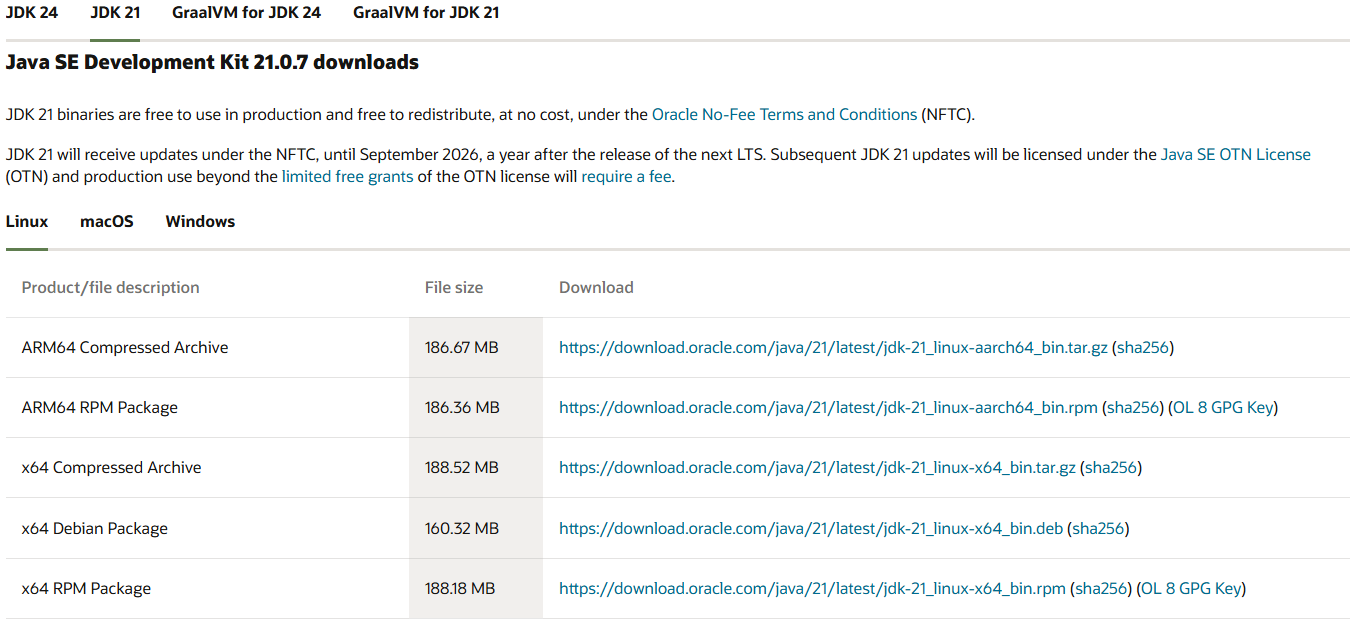 JDK 24 JDK 21 GraalVM for JDK 24 GraalVM for JDK 21
Java SE Development Kit 21.0.7 downloads
JDK 21 binaries are free to use in production and free to redistribute, at no cost, under the Oracle No-Fee Terms and Conditions (NFTC).
JDK 21 will receive updates under the NFTC, until September 2026, a year after the release of the next LTS. Subsequent JDK 21 updates will be licensed under the Java SE OTN License
(OTN) and production use beyond the limited free grants of the OTN license will require a fee.
Linux macOS Windows
Product/file description File size Download
ARM64 Compressed Archive 186.67 MB https://download.oracle.com/java/21/latest/jdk-21_linux-aarch64_bin.tar.gz (sha256)
ARM64 RPM Package 186.36 MB https://download.oracle.com/java/21/latest/jdk-21_linux-aarch64_bin.rpm (sha256) (OL 8 GPG Key)
x64 Compressed Archive 188.52 MB https://download.oracle.com/java/21/latest/jdk-21_linux-x64_bin.tar.gz (sha256)
x64 Debian Package 160.32 MB https://download.oracle.com/java/21/latest/jdk-21_linux-x64_bin.deb (sha256)
x64 RPM Package 188.18 MB https://download.oracle.com/java/21/latest/jdk-21_linux-x64_bin.rpm (sha256) (OL 8 GPG Key)